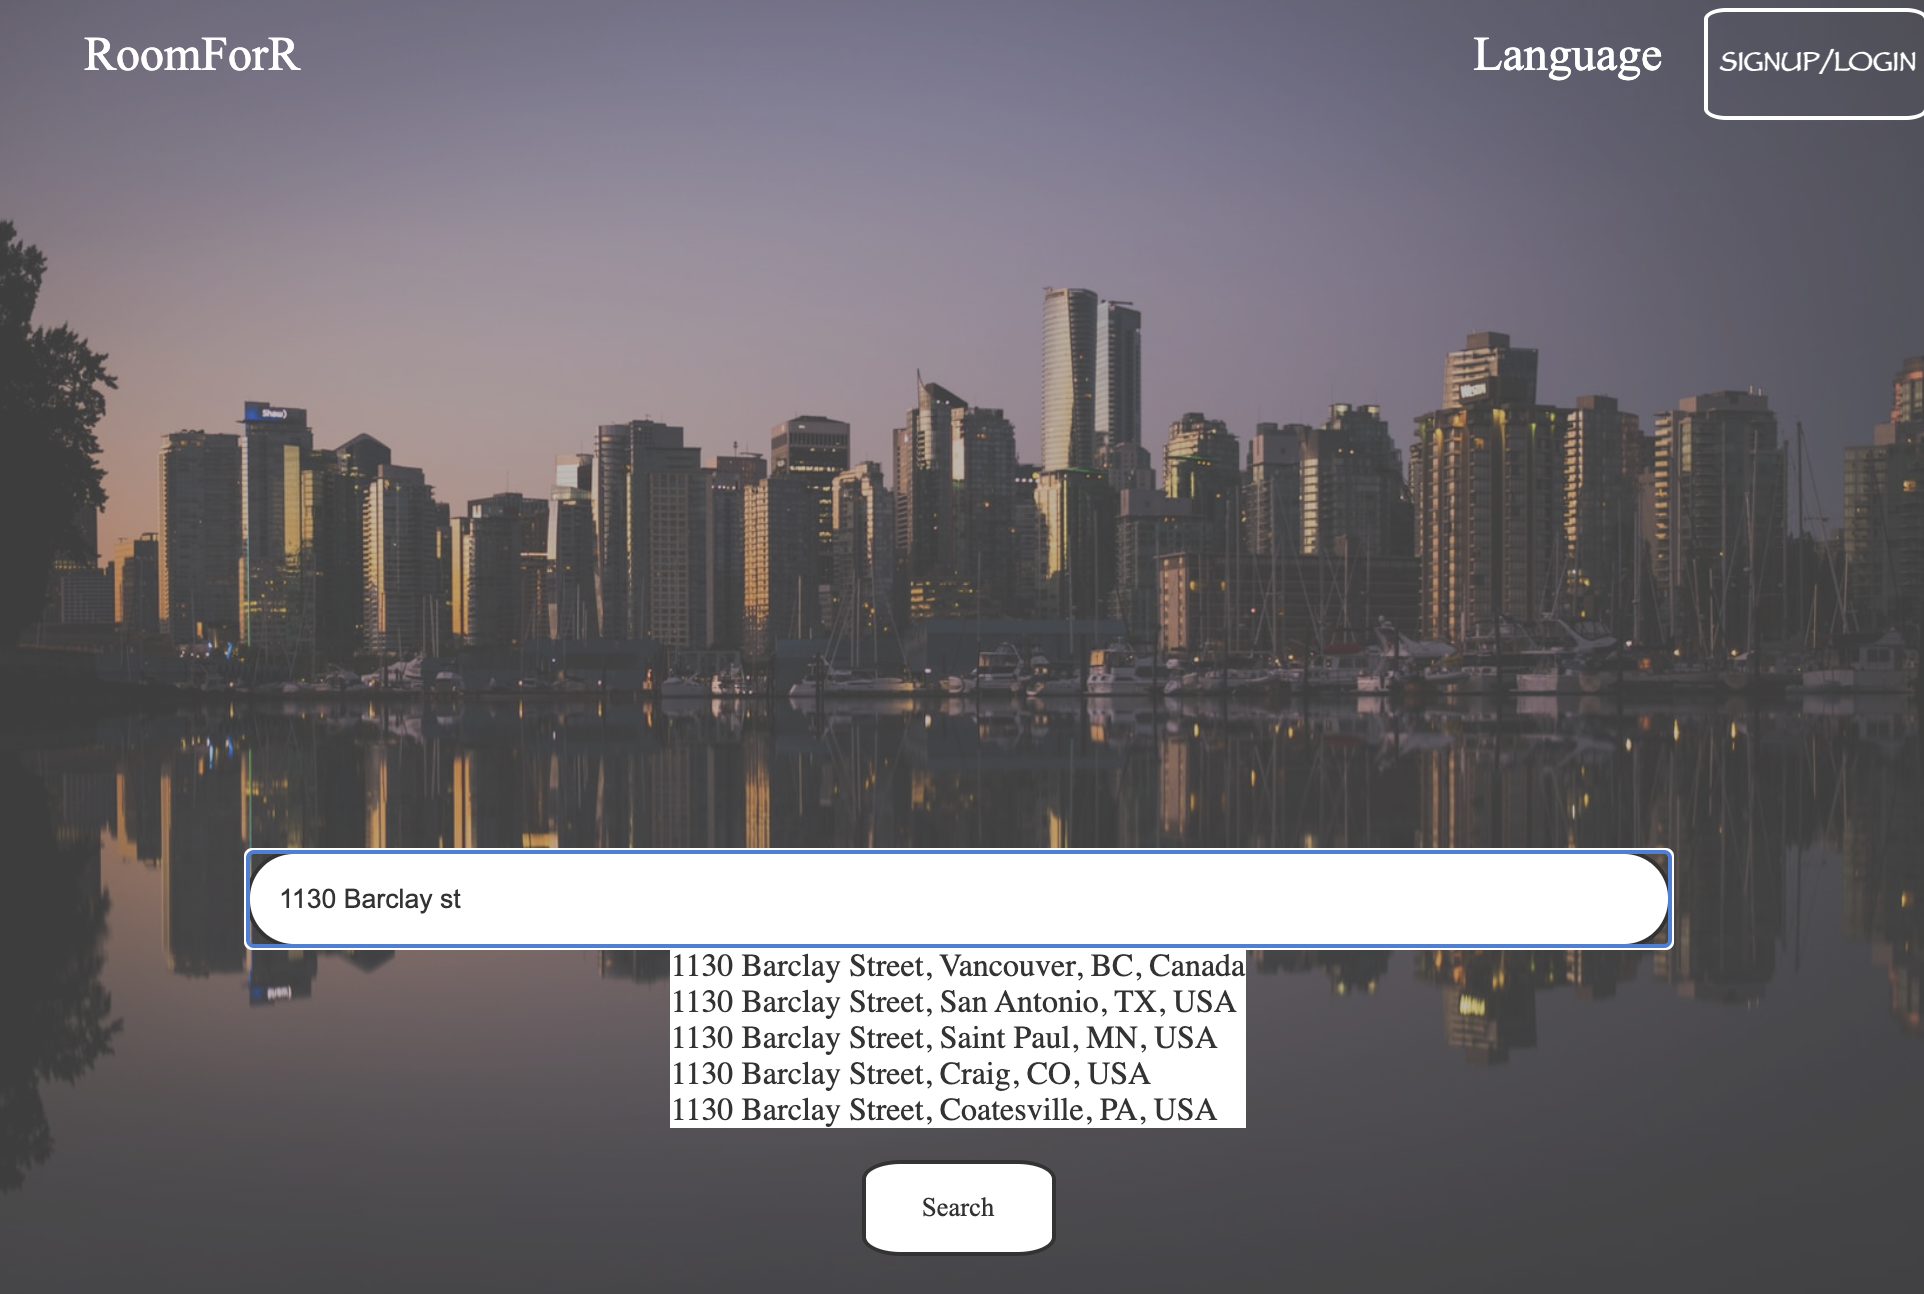 RoomForR
Language
SIGNUP/LOGIN
Shaw)
1130 Barclay st
1130 Barclay Street, Vancouver, BC, Canada
1130 Barclay Street, San Antonio, TX, USA
1130 Barclay Street, Saint Paul, MN, USA
1130 Barclay Street, Craig, CO, USA
1130 Barclay Street, Coatesville, PA, USA
Search